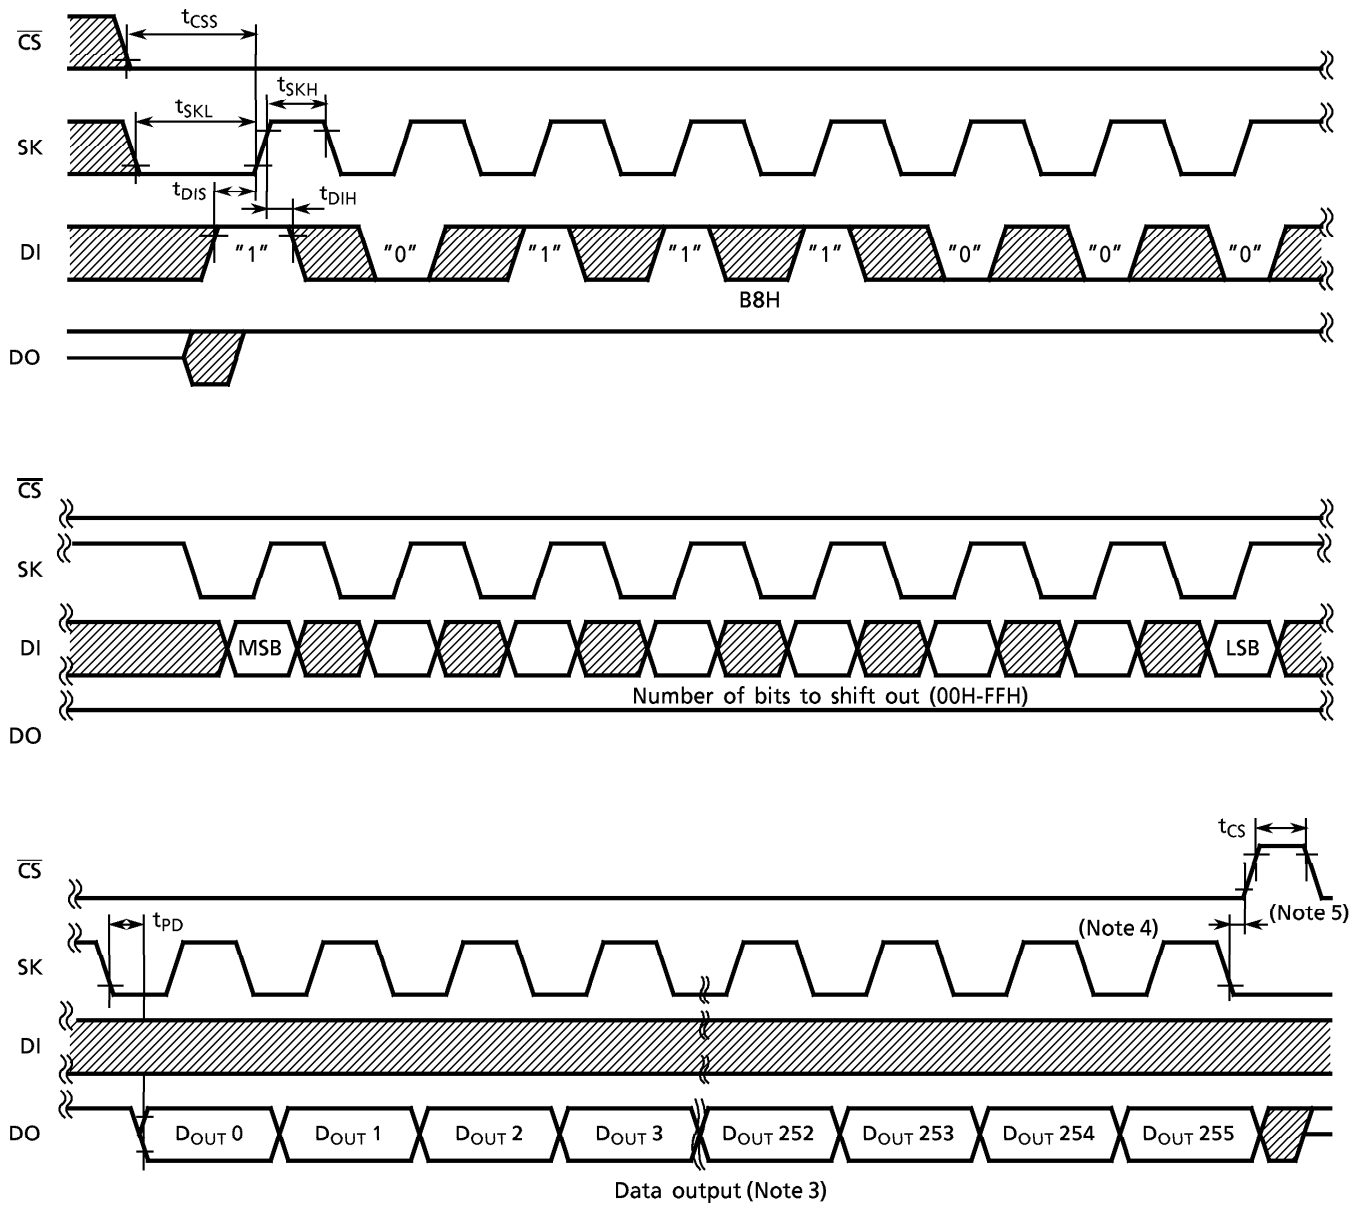 tCSS
CS
tSKH
tSKL
SK
tDIS
tDIH
DI "1" "0" "1" "1" "1" "0" "0" "0"
B8H
DO
CS
SK
DI MSB LSB
Number of bits to shift out (00H-FFH)
DO
tCS
CS
tPD (Note 4) (Note 5)
SK
DI
DO DOUT 0 DOUT 1 DOUT 2 DOUT 3 DOUT 252 DOUT 253 DOUT 254 DOUT 255
Data output (Note 3)